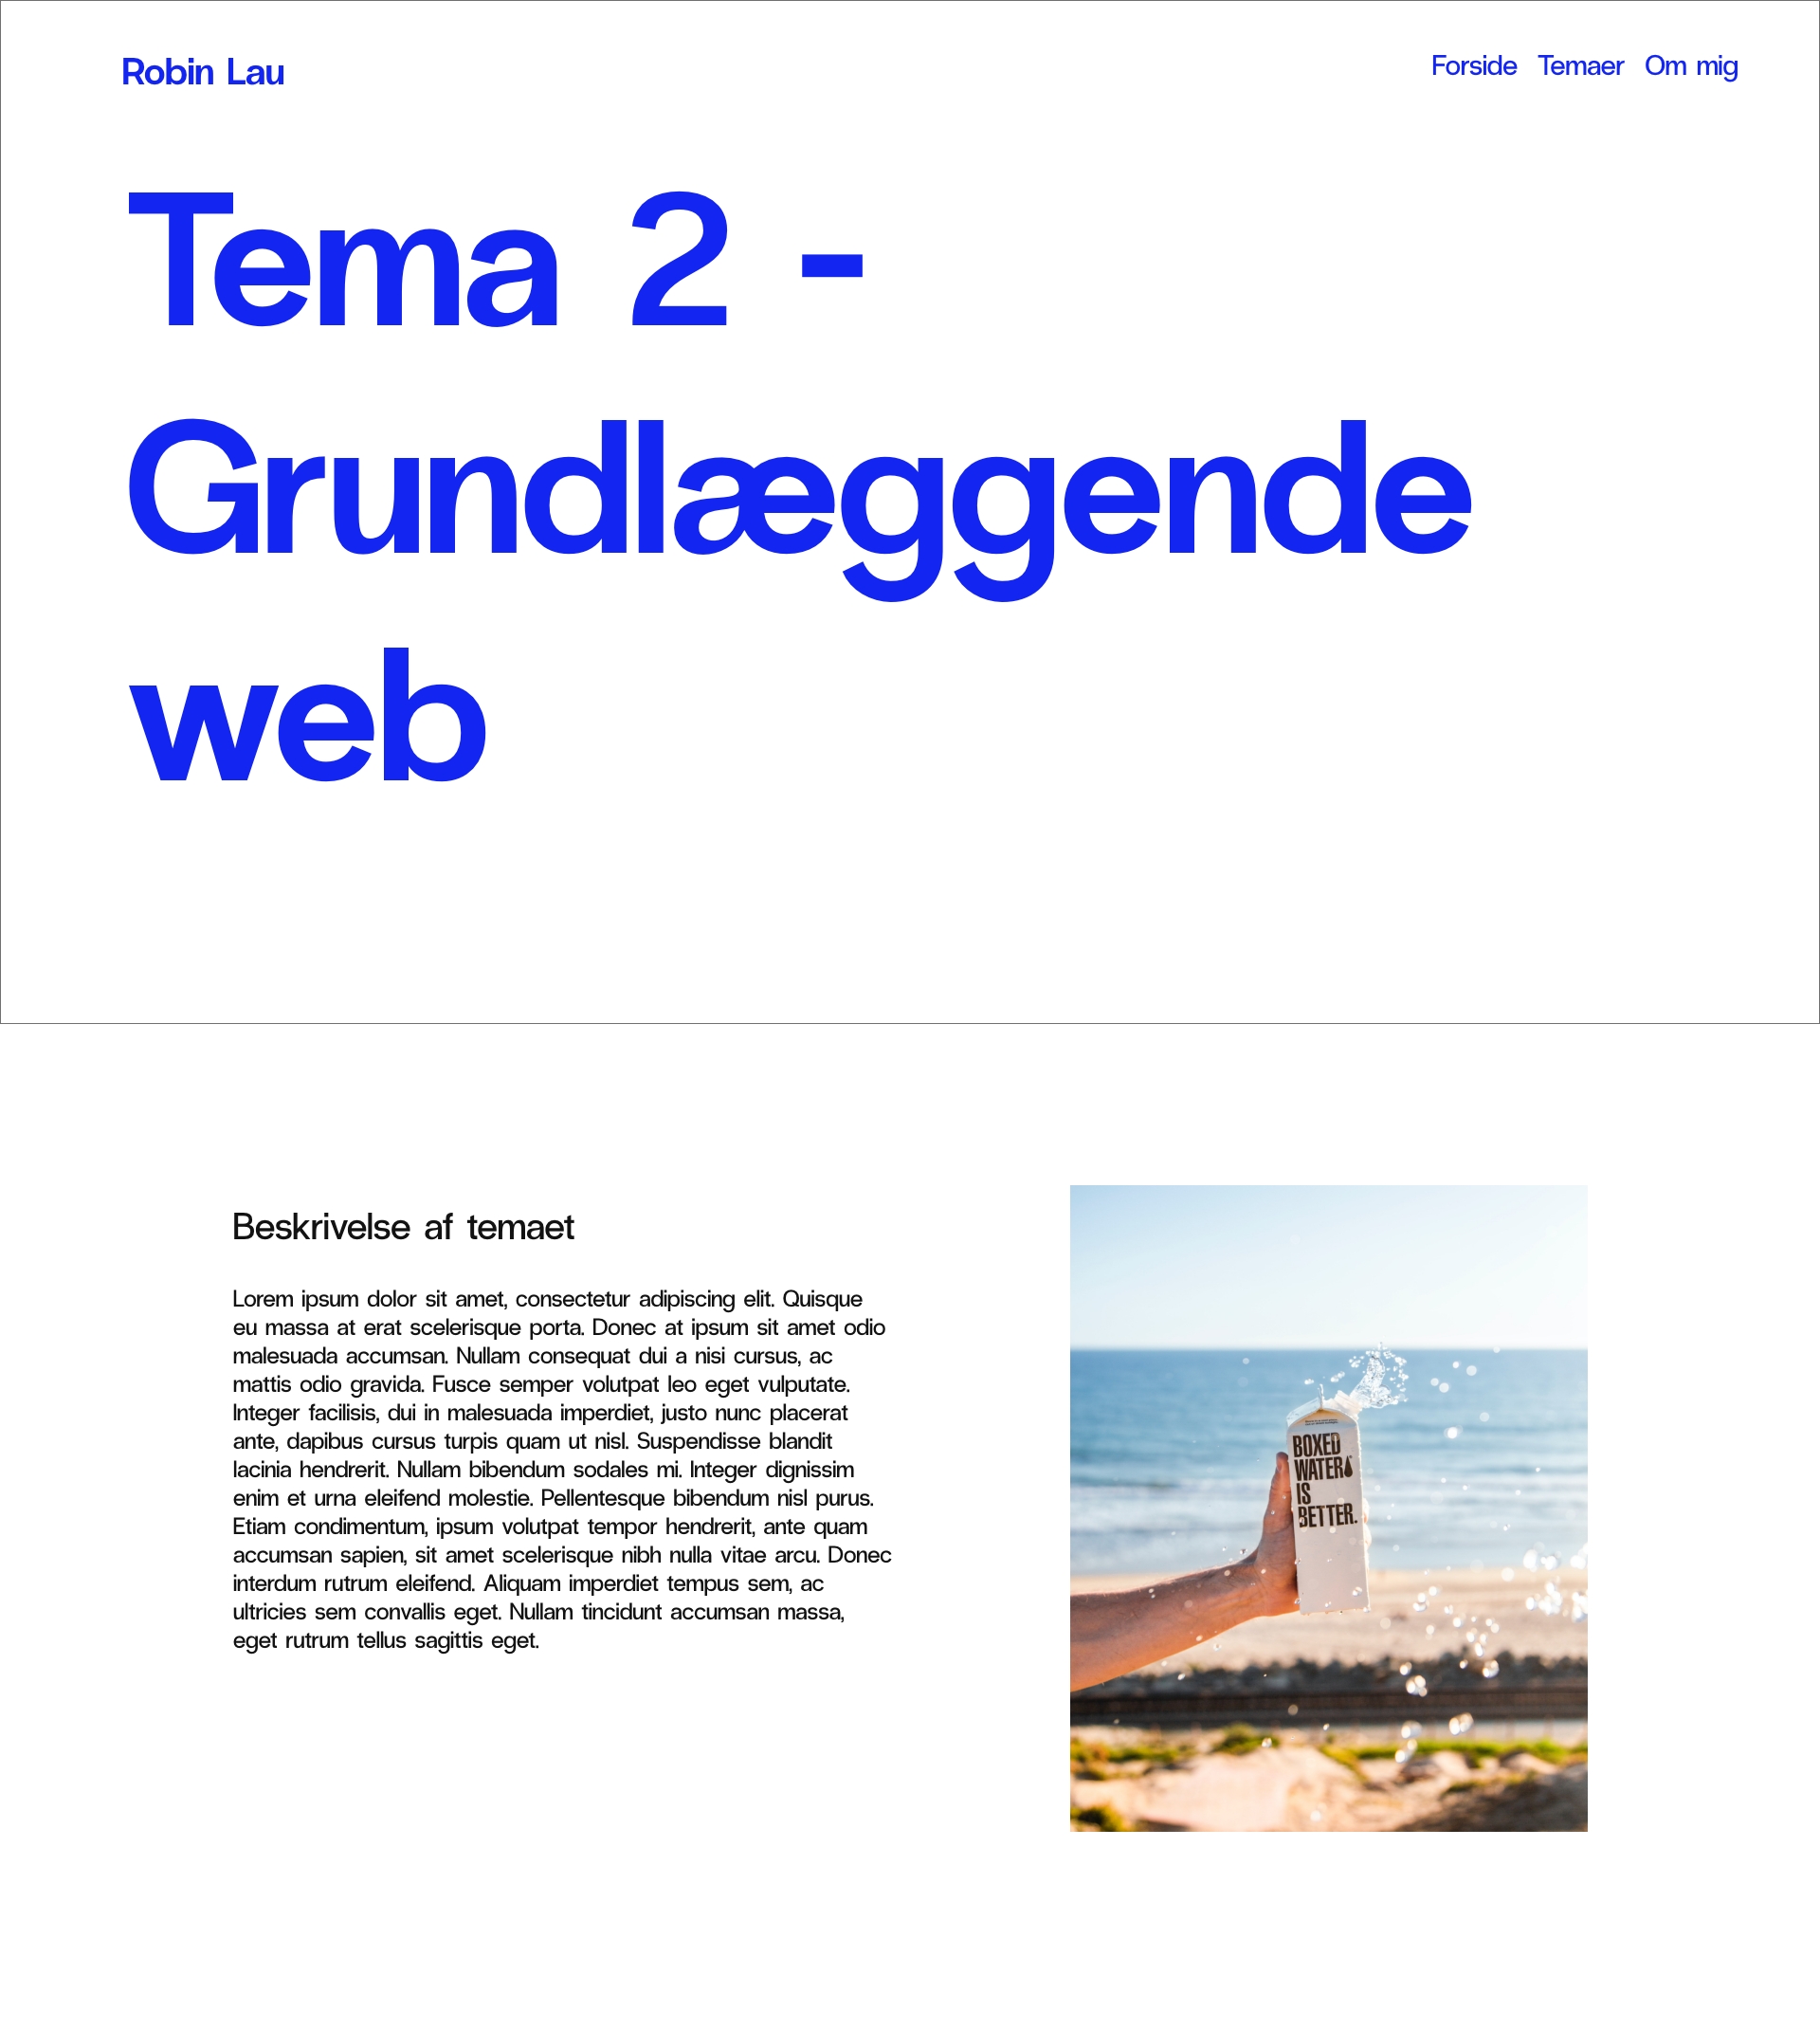 Robin Lau
Forside Temaer Om mig
Tema 2 -
Grundlæggende
web
Beskrivelse af temaet
Lorem ipsum dolor sit amet, consectetur adipiscing elit. Quisque
eu massa at erat scelerisque porta. Donec at ipsum sit amet odio
malesuada accumsan. Nullam consequat dui a nisi cursus, ac
mattis odio gravida. Fusce semper volutpat leo eget vulputate.
Integer facilisis, dui in malesuada imperdiet, justo nunc placerat
ante, dapibus cursus turpis quam ut nisl. Suspendisse blandit
lacinia hendrerit. Nullam bibendum sodales mi. Integer dignissim
enim et urna eleifend molestie. Pellentesque bibendum nisl purus.
Etiam condimentum, ipsum volutpat tempor hendrerit, ante quam
accumsan sapien, sit amet scelerisque nibh nulla vitae arcu. Donec
interdum rutrum eleifend. Aliquam imperdiet tempus sem, ac
ultricies sem convallis eget. Nullam tincidunt accumsan massa,
eget rutrum tellus sagittis eget.
BOXED
WATER
IS
BETTER.